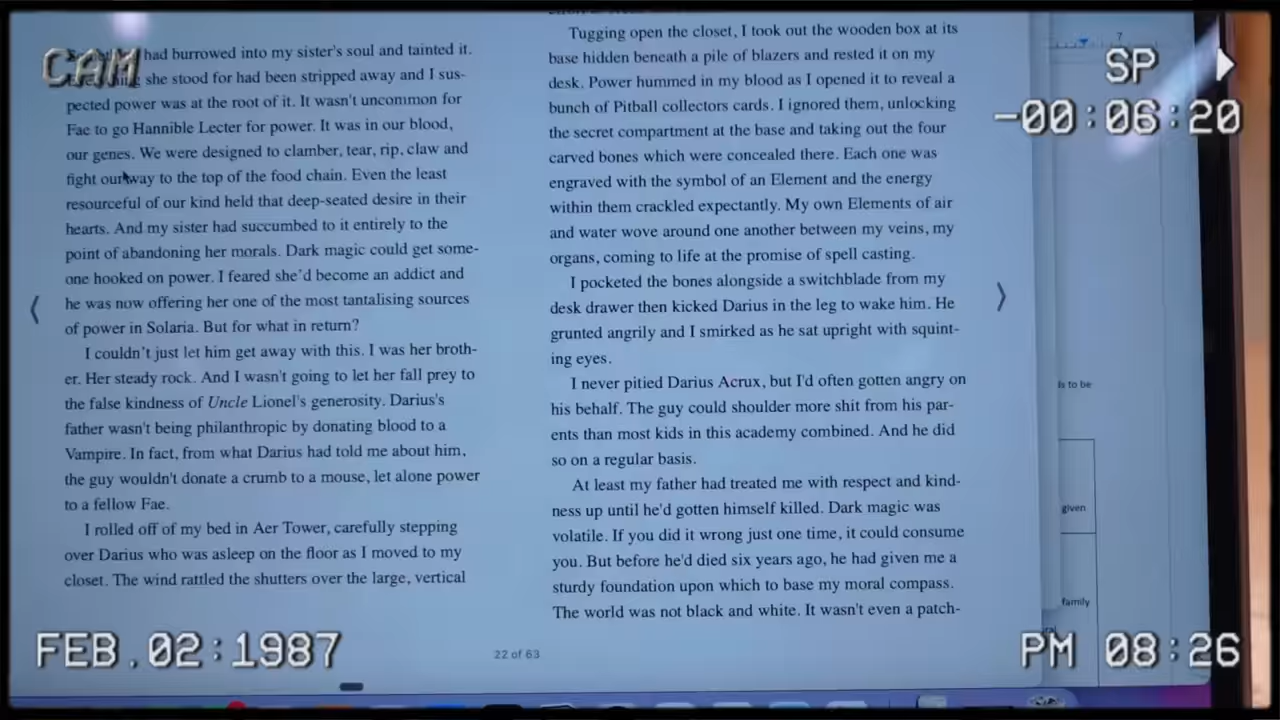 CAM
SP
-00:06:20
had burrowed into my sister's soul and tainted it.
she stood for had been stripped away and I sus-
pected power was at the root of it. It wasn't uncommon for
Fae to go Hannible Lecter for power. It was in our blood,
our genes. We were designed to clamber, tear, rip, claw and
fight our way to the top of the food chain. Even the least
resourceful of our kind held that deep-seated desire in their
hearts. And my sister had succumbed to it entirely to the
point of abandoning her morals. Dark magic could get some-
one hooked on power. I feared she'd become an addict and
he was now offering her one of the most tantalising sources
of power in Solaria. But for what in return?
I couldn't just let him get away with this. I was her broth-
er. Her steady rock. And I wasn't going to let her fall prey to
the false kindness of Uncle Lionel's generosity. Darius's
father wasn't being philanthropic by donating blood to a
Vampire. In fact, from what Darius had told me about him,
the guy wouldn't donate a crumb to a mouse, let alone power
to a fellow Fae.
I rolled off of my bed in Aer Tower, carefully stepping
over Darius who was asleep on the floor as I moved to my
closet. The wind rattled the shutters over the large, vertical
Tugging open the closet, I took out the wooden box at its
base hidden beneath a pile of blazers and rested it on my
desk. Power hummed in my blood as I opened it to reveal a
bunch of Pitball collectors cards. I ignored them, unlocking
the secret compartment at the base and taking out the four
carved bones which were concealed there. Each one was
engraved with the symbol of an Element and the energy
within them crackled expectantly. My own Elements of air
and water wove around one another between my veins, my
organs, coming to life at the promise of spell casting.
I pocketed the bones alongside a switchblade from my
desk drawer then kicked Darius in the leg to wake him. He
grunted angrily and I smirked as he sat upright with squint-
ing eyes.
I never pitied Darius Acrux, but I'd often gotten angry on
his behalf. The guy could shoulder more shit from his par-
ents than most kids in this academy combined. And he did
so on a regular basis.
At least my father had treated me with respect and kind-
ness up until he'd gotten himself killed. Dark magic was
volatile. If you did it wrong just one time, it could consume
you. But before he'd died six years ago, he had given me a
sturdy foundation upon which to base my moral compass.
The world was not black and white. It wasn't even a patch-
22 of 63
7
to be
given
family
FEB.02:1987
PM 08:26